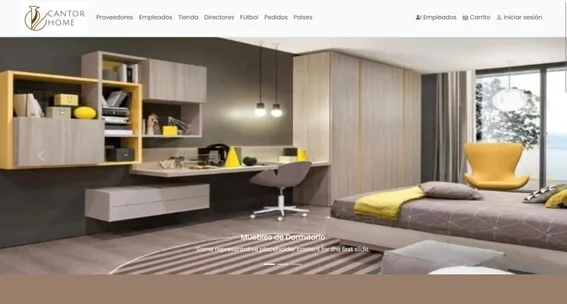 CANTOR
HOME
Proveedores Empleados Tienda Directores Fútbol Pedidos Paises
Empleados Carrito Iniciar sesión
Muebles de Dormitorio
Some representative placeholder content for the first slide.